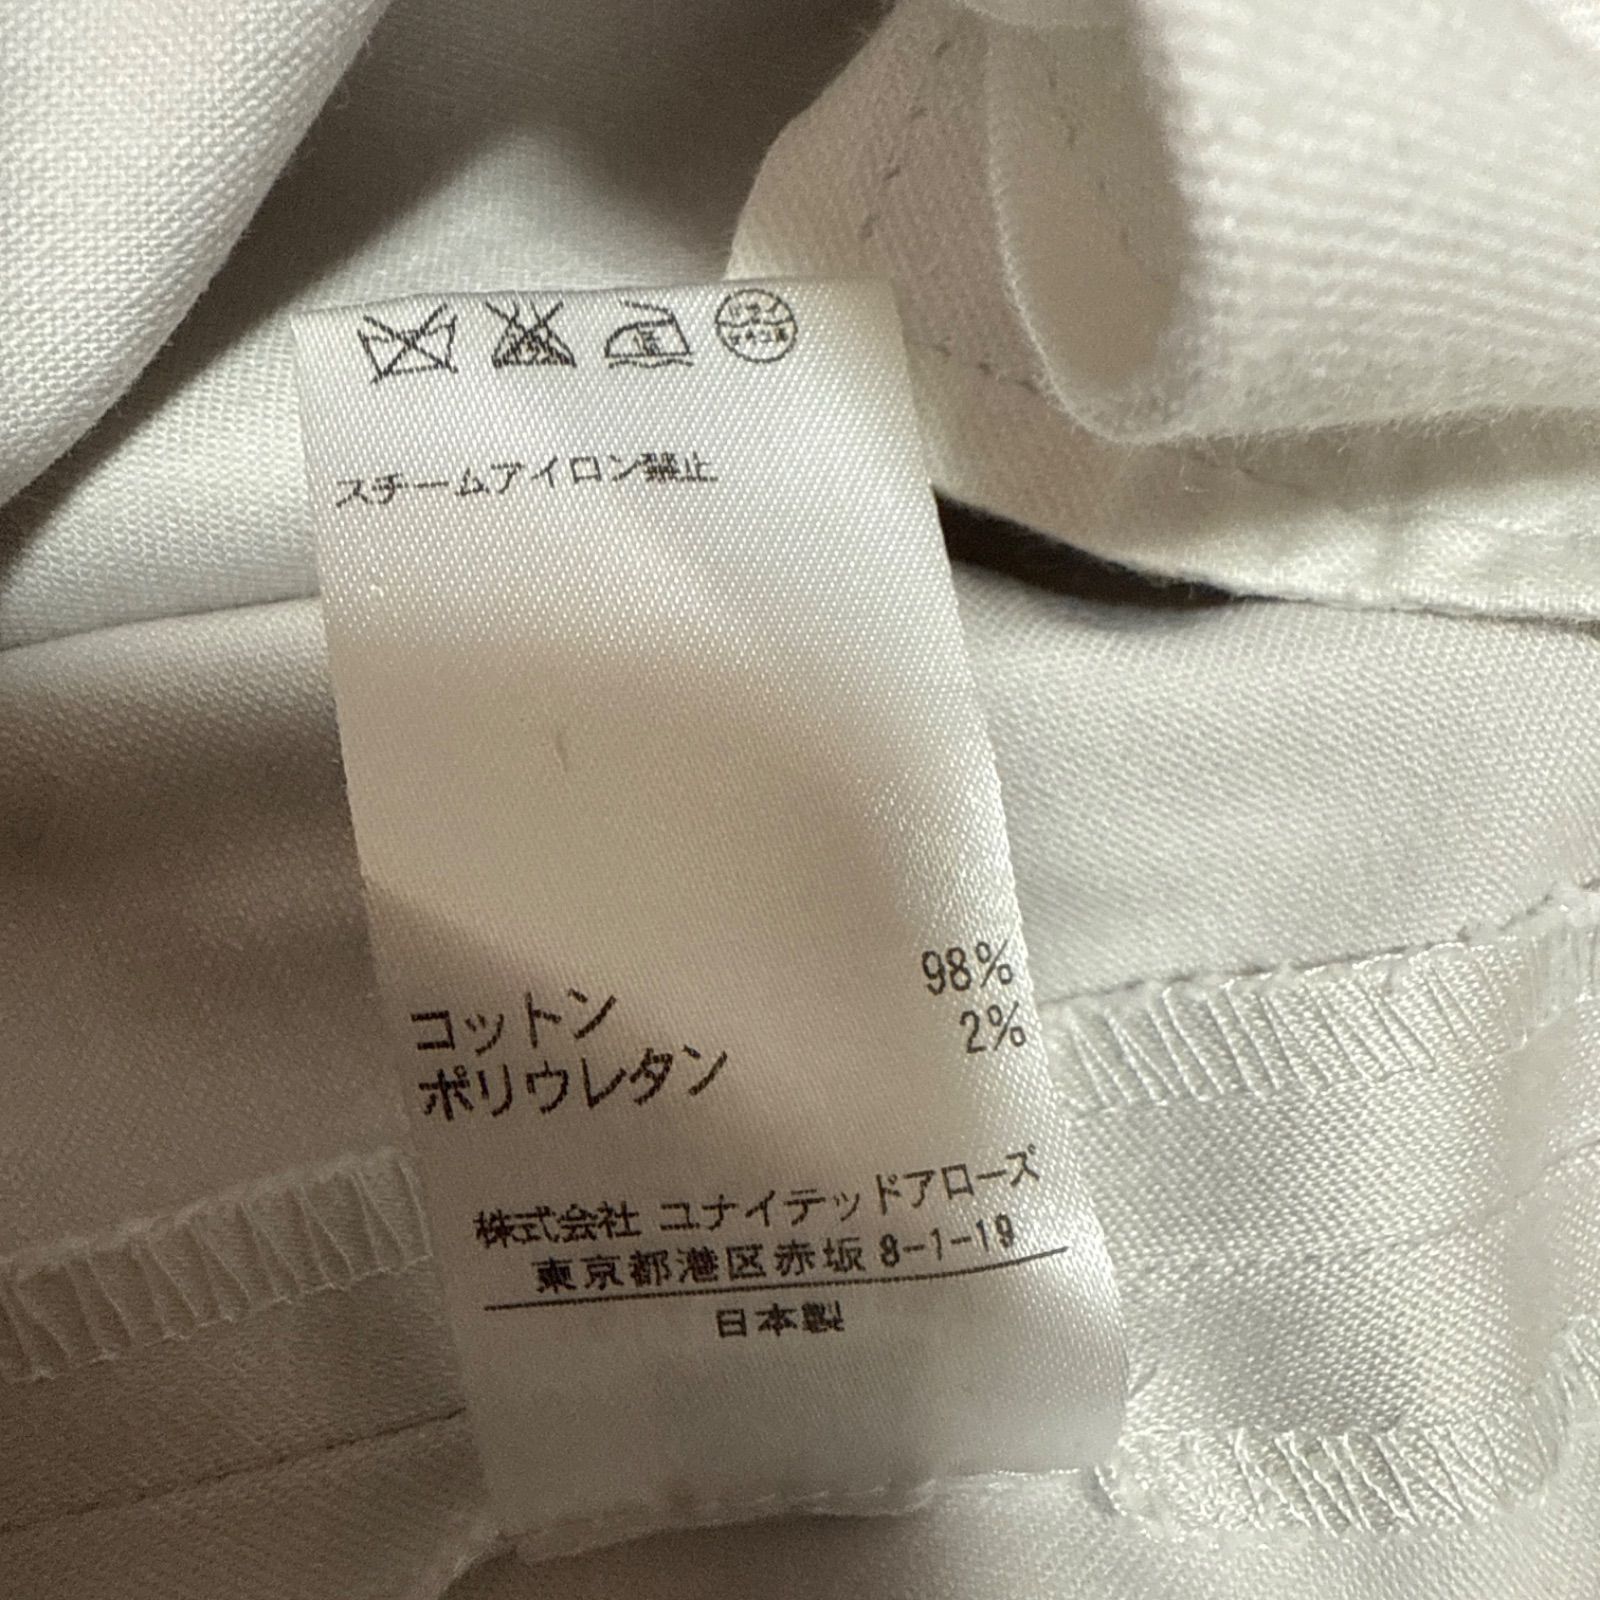 スチームアイロン禁止
コットン 98%
ポリウレタン 2%
株式会社 ユナイテッドアローズ
東京都港区赤坂 8-1-19
日本製